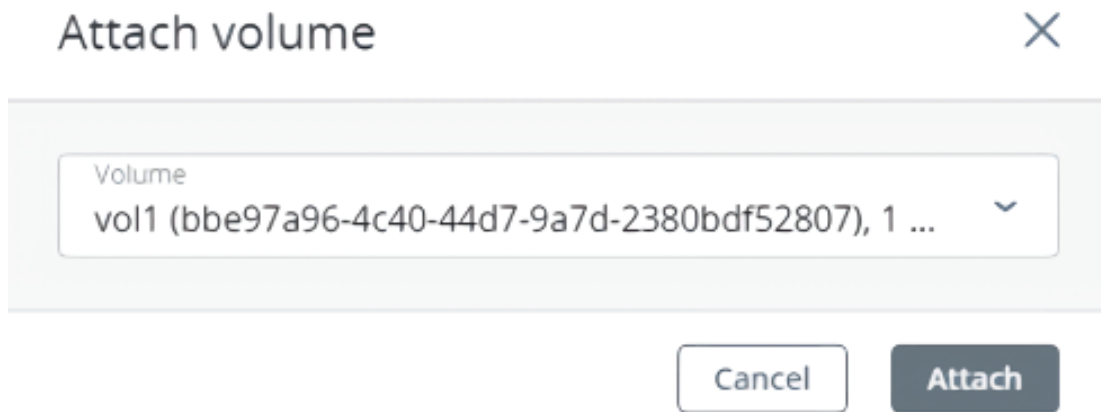 Attach volume
Volume
vol1 (bbe97a96-4c40-44d7-9a7d-2380bdf52807), 1 ...
Cancel Attach